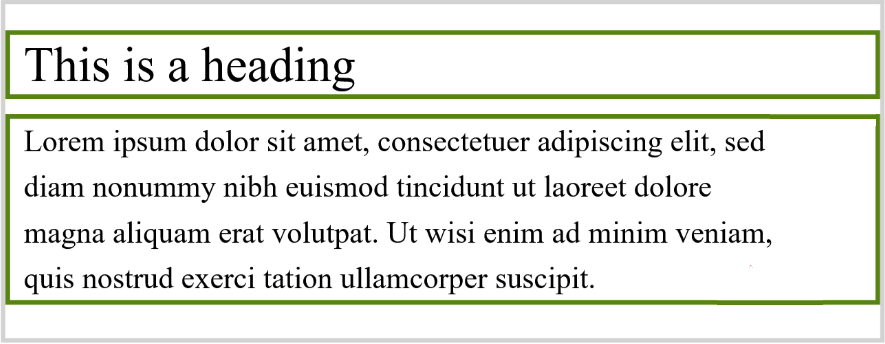 This is a heading
Lorem ipsum dolor sit amet, consectetuer adipiscing elit, sed
diam nonummy nibh euismod tincidunt ut laoreet dolore
magna aliquam erat volutpat. Ut wisi enim ad minim veniam,
quis nostrud exerci tation ullamcorper suscipit.